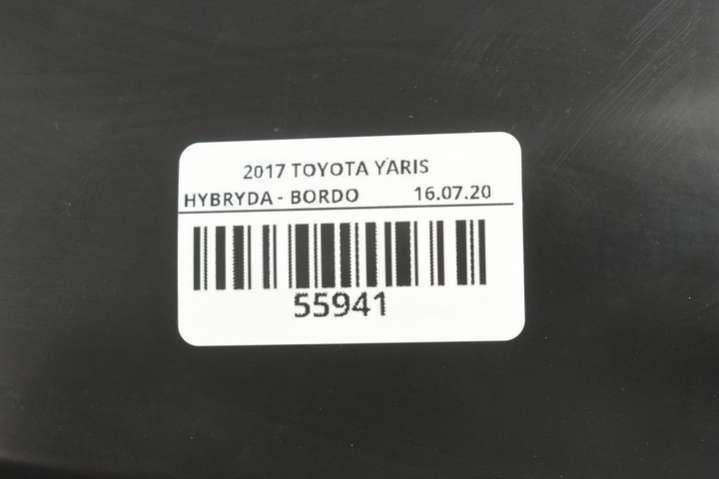 2017 TOYOTA YARIS
HYBRYDA - BORDO 16.07.20
55941